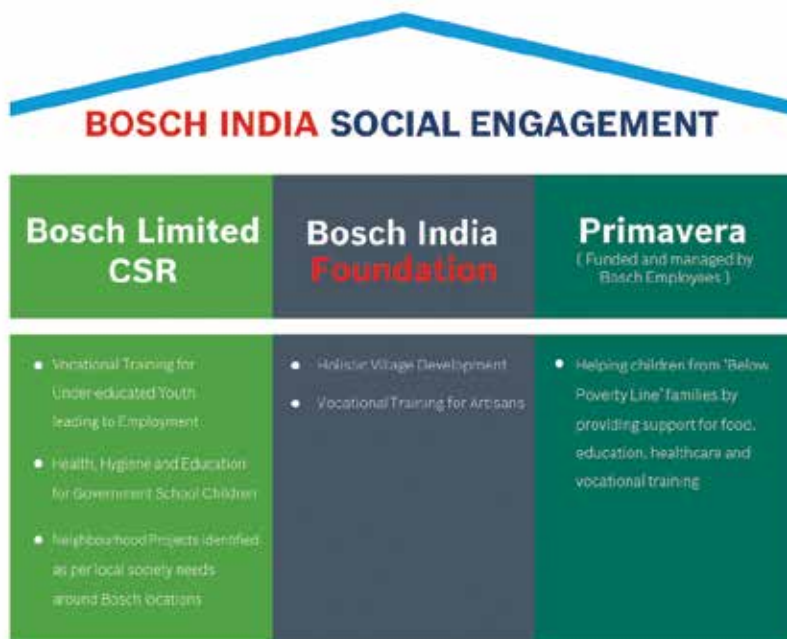 BOSCH INDIA SOCIAL ENGAGEMENT
Bosch Limited
CSR
Vocational Training for
Under-educated Youth
leading to Employment
Health, Hygiene and Education
for Government School Children
Neighbourhood Projects identified
as per local society needs
around Bosch locations
Bosch India
Foundation
Holistic Village Development
Vocational Training for Artisans
Primavera
( Funded and managed by
Bosch Employees )
Helping children from 'Below
Poverty Line' families by
providing support for food,
education, healthcare and
vocational training